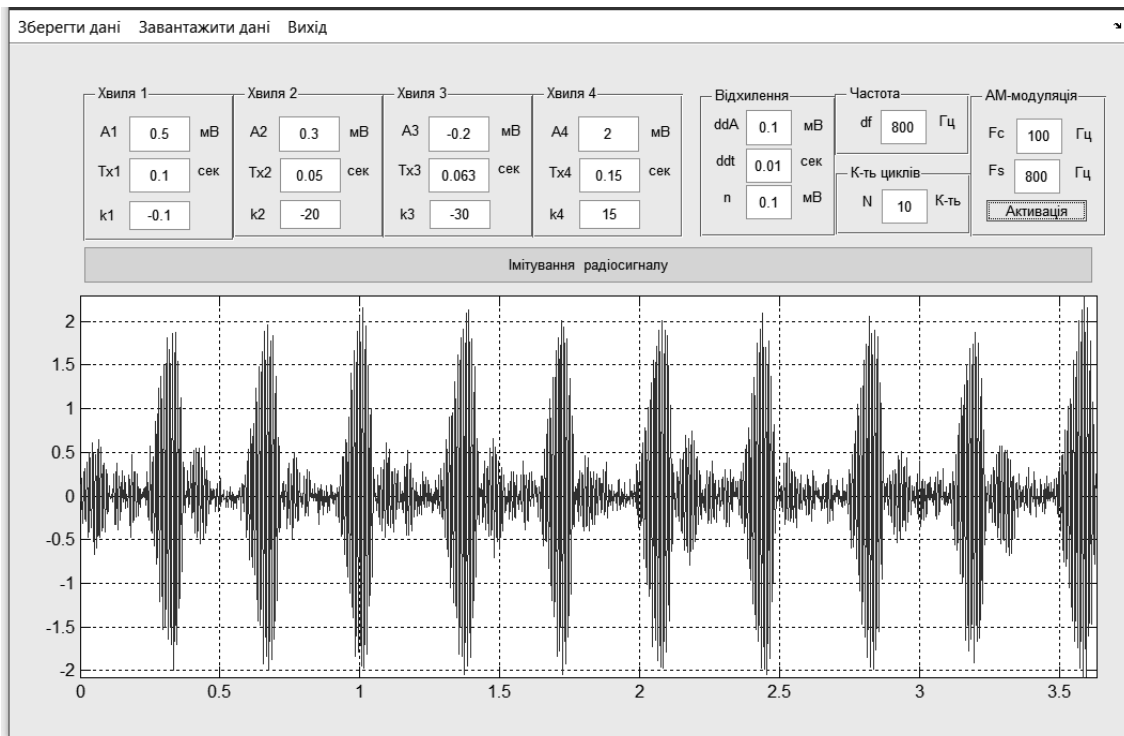 Зберегти дані Завантажити дані Вихід
Хвиля 1 Хвиля 2 Хвиля 3 Хвиля 4 Відхилення Частота АМ-модуляція
A1 0.5 мВ A2 0.3 мВ A3 -0.2 мВ A4 2 мВ ddA 0.1 мВ df 800 Гц Fc 100 Гц
Tx1 0.1 сек Tx2 0.05 сек Tx3 0.063 сек Tx4 0.15 сек ddt 0.01 сек К-ть циклів Fs 800 Гц
k1 -0.1 k2 -20 k3 -30 k4 15 n 0.1 мВ N 10 К-ть Активація
Імітування радіосигналу
2
1.5
1
0.5
0
-0.5
-1
-1.5
-2
0 0.5 1 1.5 2 2.5 3 3.5